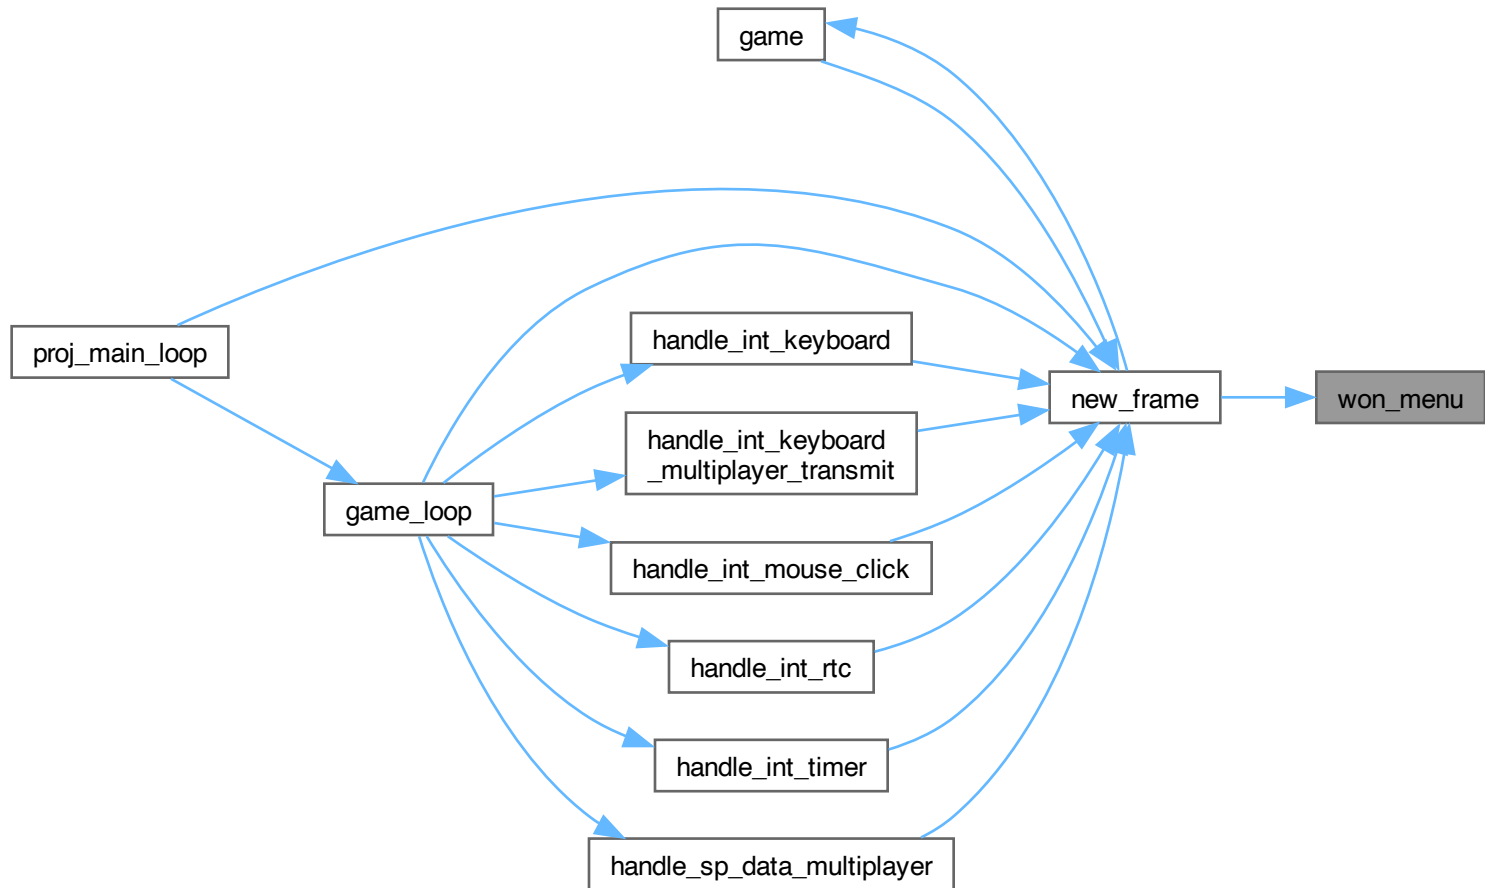 game
proj_main_loop
handle_int_keyboard
new_frame
won_menu
handle_int_keyboard
_multiplayer_transmit
game_loop
handle_int_mouse_click
handle_int_rtc
handle_int_timer
handle_sp_data_multiplayer